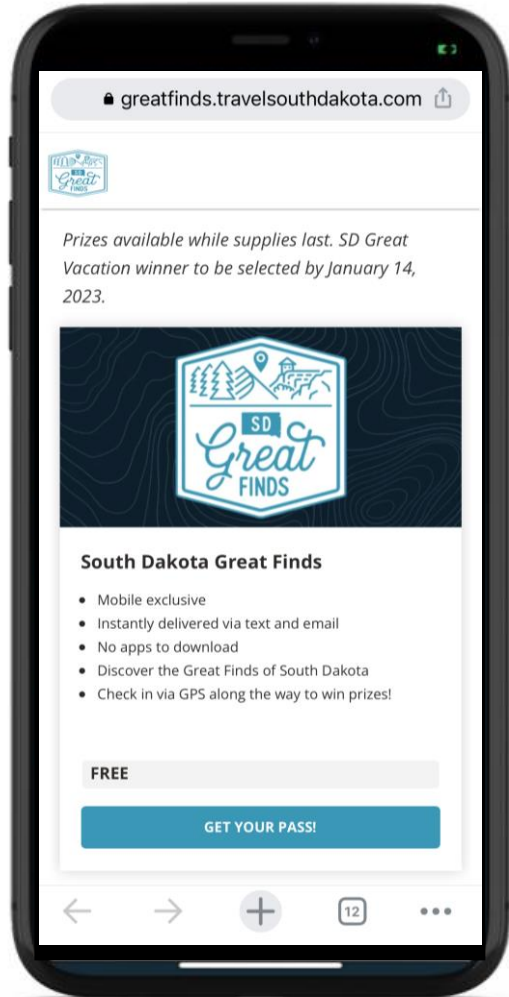 greatfinds.travelsouthdakota.com
SD
Great
FINDS
Prizes available while supplies last. SD Great
Vacation winner to be selected by January 14,
2023.
SD
Great
FINDS
South Dakota Great Finds
• Mobile exclusive
• Instantly delivered via text and email
• No apps to download
• Discover the Great Finds of South Dakota
• Check in via GPS along the way to win prizes!
FREE
GET YOUR PASS!
12